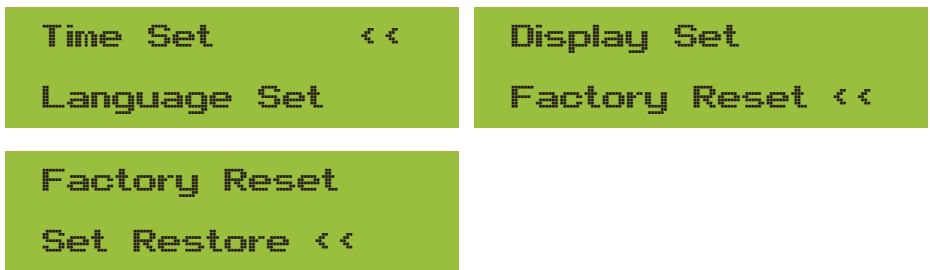 Time Set <<
Language Set
Display Set
Factory Reset <<
Factory Reset
Set Restore <<